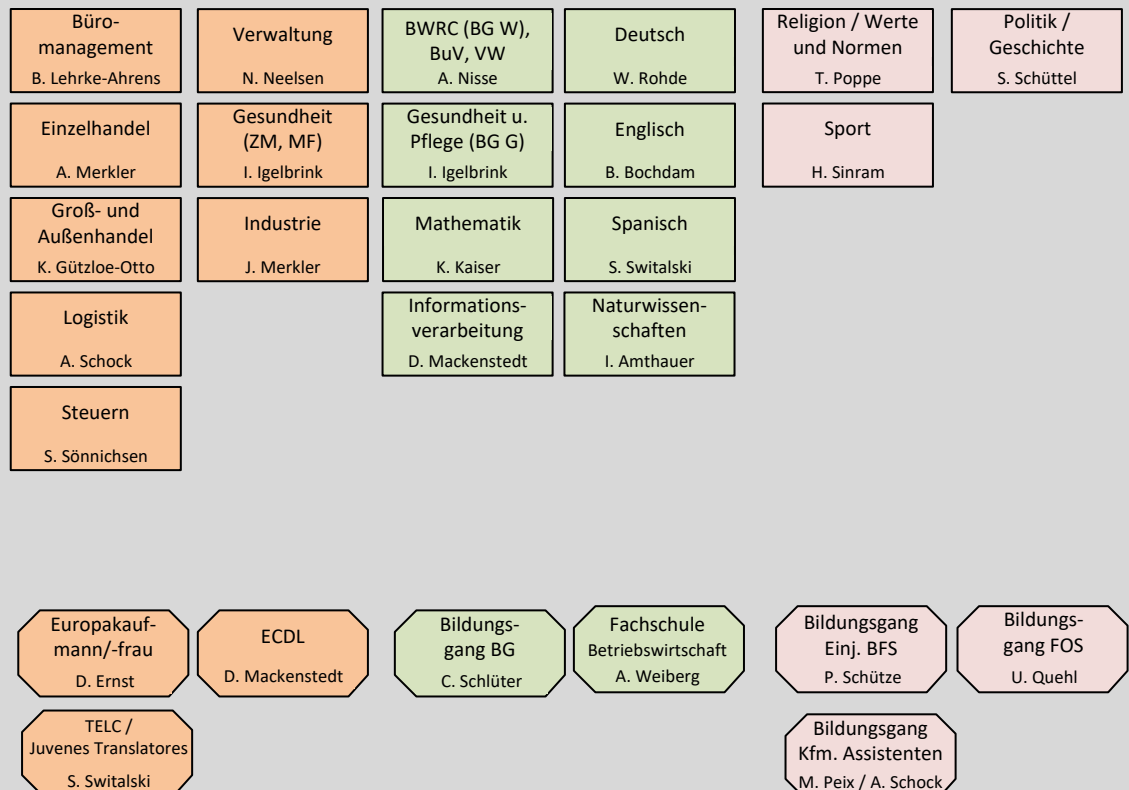 Büro-
management
B. Lehrke-Ahrens
Verwaltung
N. Neelsen
BWRC (BG W),
BuV, VW
A. Nisse
Deutsch
W. Rohde
Religion / Werte
und Normen
T. Poppe
Politik /
Geschichte
S. Schüttel
Einzelhandel
A. Merkler
Gesundheit
(ZM, MF)
I. Igelbrink
Gesundheit u.
Pflege (BG G)
I. Igelbrink
Englisch
B. Bochdam
Sport
H. Sinram
Groß- und
Außenhandel
K. Gützloe-Otto
Industrie
J. Merkler
Mathematik
K. Kaiser
Spanisch
S. Switalski
Logistik
A. Schock
Informations-
verarbeitung
D. Mackenstedt
Naturwissen-
schaften
I. Amthauer
Steuern
S. Sönnichsen
Europakauf-
mann/-frau
D. Ernst
ECDL
D. Mackenstedt
Bildungs-
gang BG
C. Schlüter
Fachschule
Betriebswirtschaft
A. Weiberg
Bildungsgang
Einj. BFS
P. Schütze
Bildungs-
gang FOS
U. Quehl
TELC /
Juvenes Translatores
S. Switalski
Bildungsgang
Kfm. Assistenten
M. Peix / A. Schock